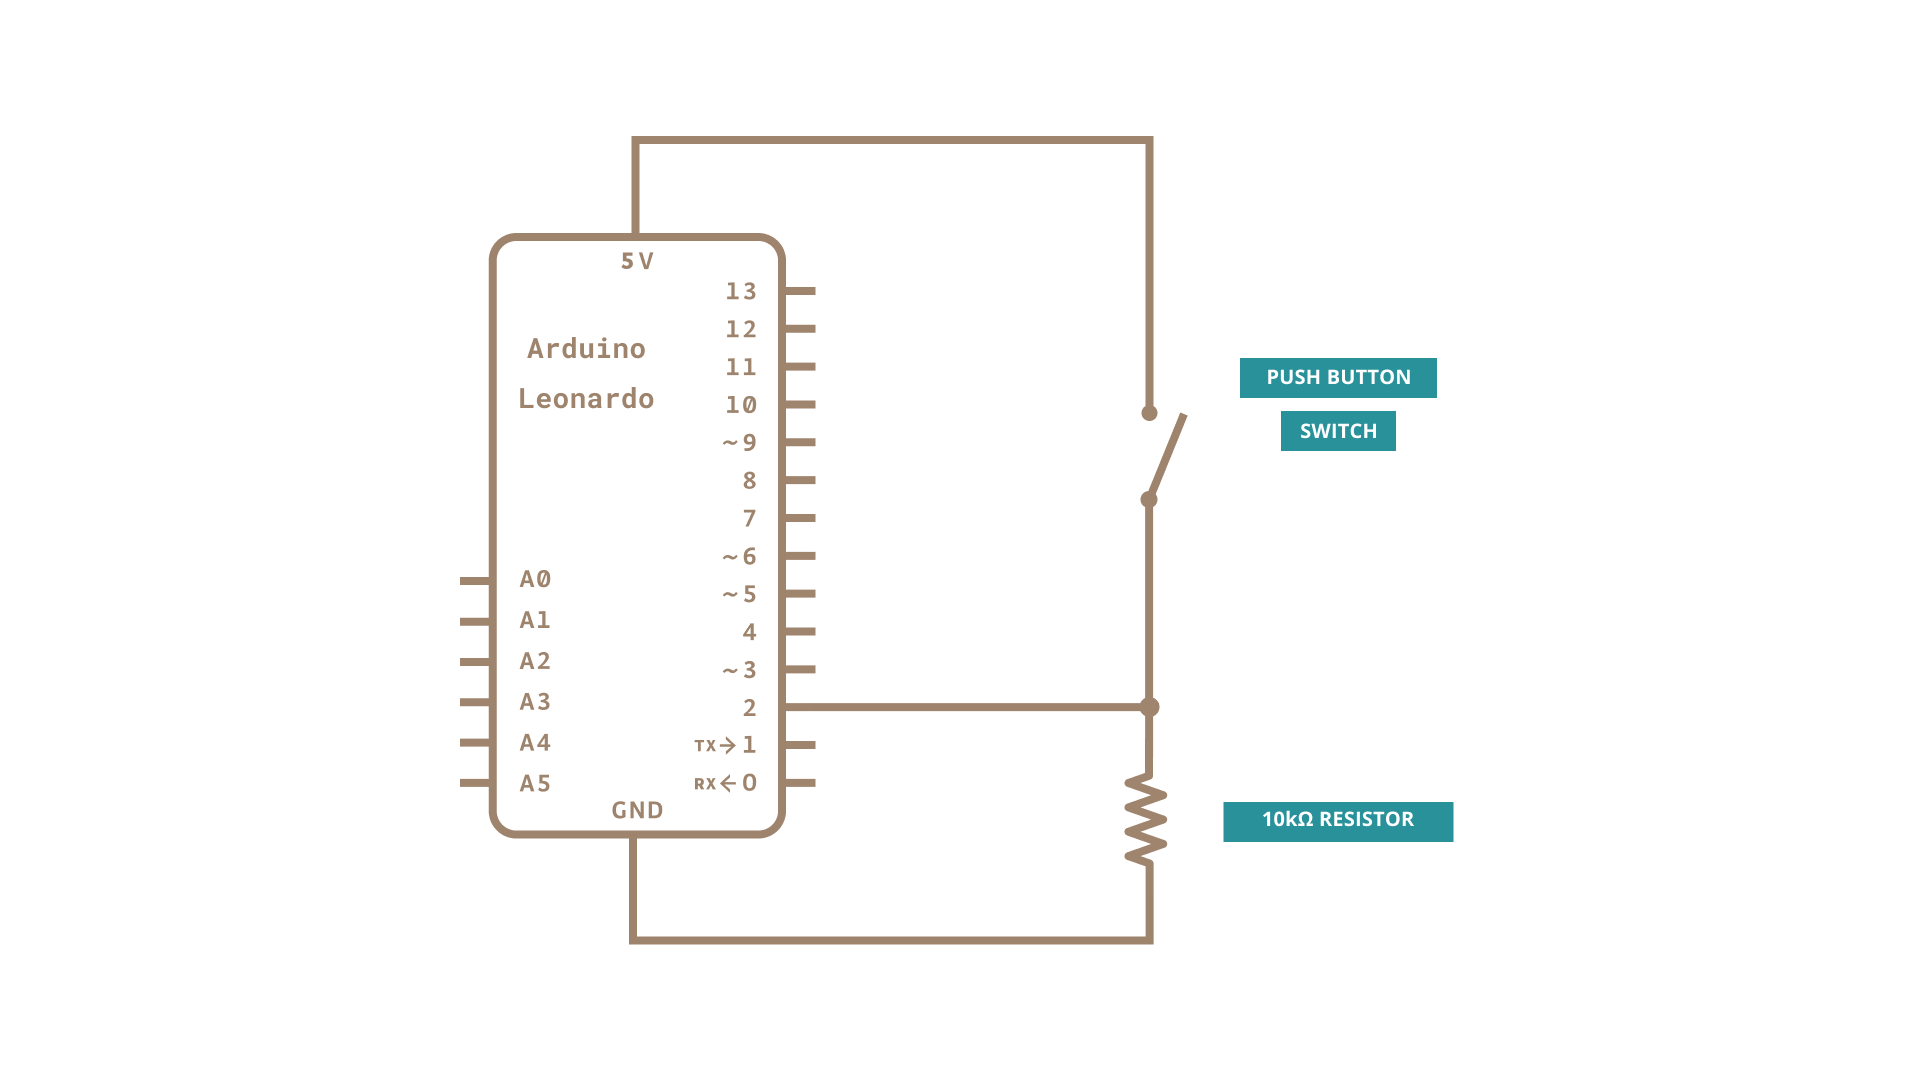 5V
Arduino
Leonardo
13
12
11
10
~9
8
7
~6
~5
4
~3
2
TX→1
RX←0
A0
A1
A2
A3
A4
A5
GND
PUSH BUTTON
SWITCH
10kΩ RESISTOR